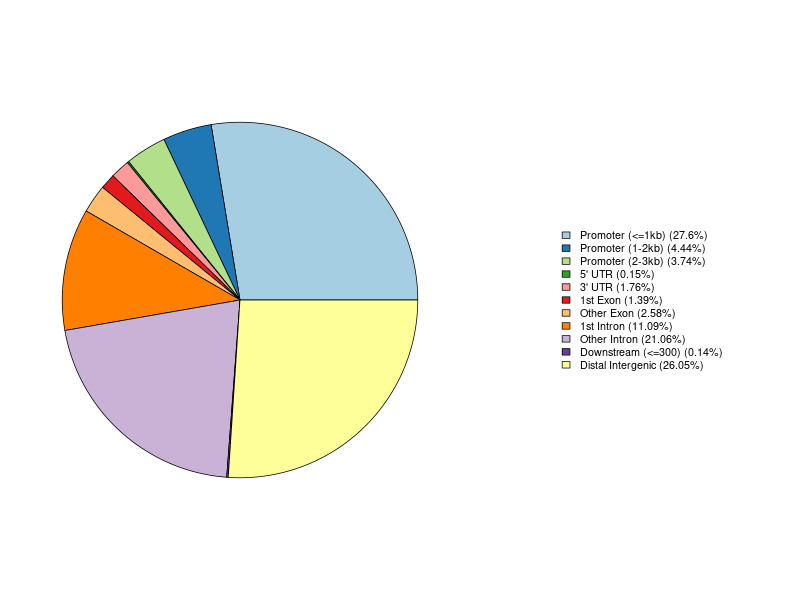 Promoter (<=1kb) (27.6%)
Promoter (1-2kb) (4.44%)
Promoter (2-3kb) (3.74%)
5' UTR (0.15%)
3' UTR (1.76%)
1st Exon (1.39%)
Other Exon (2.58%)
1st Intron (11.09%)
Other Intron (21.06%)
Downstream (<=300) (0.14%)
Distal Intergenic (26.05%)